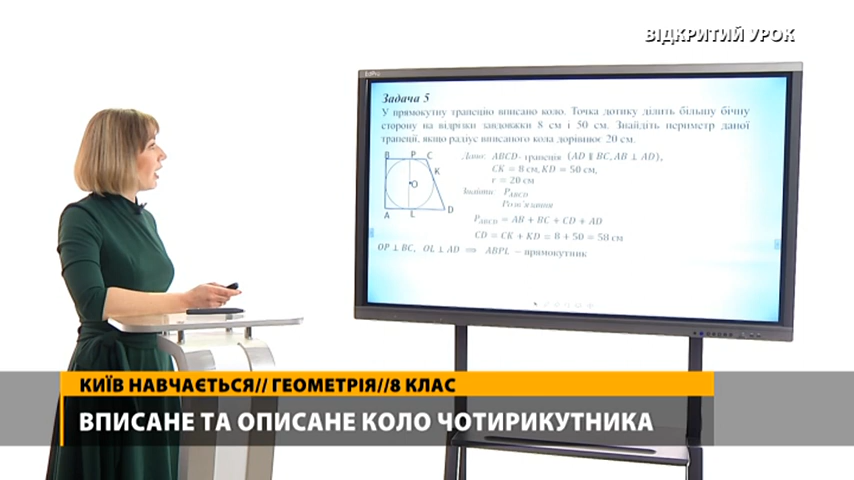 ВІДКРИТИЙ УРОК
EdPro
Задача 5
У прямокутну трапецію вписано коло. Точка дотику ділить більшу бічну
сторону на відрізки завдовжки 8 см і 50 см. Знайдіть периметр даної
трапеції, якщо радіус вписаного кола дорівнює 20 см.
B P C
K
O
A L D
Дано: ABCD- трапеція (AD ∥ BC, AB ⊥ AD),
CK = 8 см, KD = 50 см,
r = 20 см
Знайти: P_ABCD
Розв'язання
P_ABCD = AB + BC + CD + AD
CD = CK + KD = 8 + 50 = 58 см
OP ⊥ BC, OL ⊥ AD ⟹ ABPL – прямокутник
КИЇВ НАВЧАЄТЬСЯ// ГЕОМЕТРІЯ//8 КЛАС
ВПИСАНЕ ТА ОПИСАНЕ КОЛО ЧОТИРИКУТНИКА